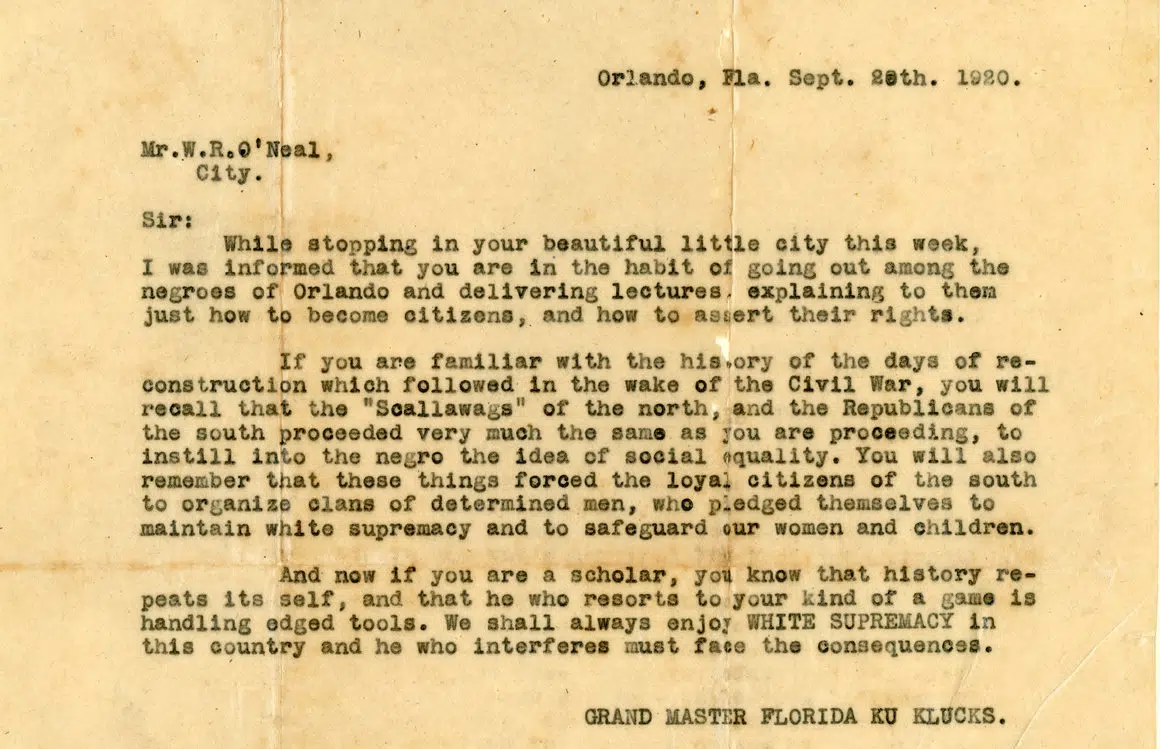 Orlando, Fla. Sept. 28th. 1920.
Mr.W.R.O'Neal,
City.
Sir:
While stopping in your beautiful little city this week,
I was informed that you are in the habit of going out among the
negroes of Orlando and delivering lectures, explaining to them
just how to become citizens, and how to assert their rights.
If you are familiar with the history of the days of re-
construction which followed in the wake of the Civil War, you will
recall that the "Scallawags" of the north, and the Republicans of
the south proceeded very much the same as you are proceeding, to
instill into the negro the idea of social equality. You will also
remember that these things forced the loyal citizens of the south
to organize clans of determined men, who pledged themselves to
maintain white supremacy and to safeguard our women and children.
And now if you are a scholar, you know that history re-
peats its self, and that he who resorts to your kind of a game is
handling edged tools. We shall always enjoy WHITE SUPREMACY in
this country and he who interferes must face the consequences.
GRAND MASTER FLORIDA KU KLUCKS.